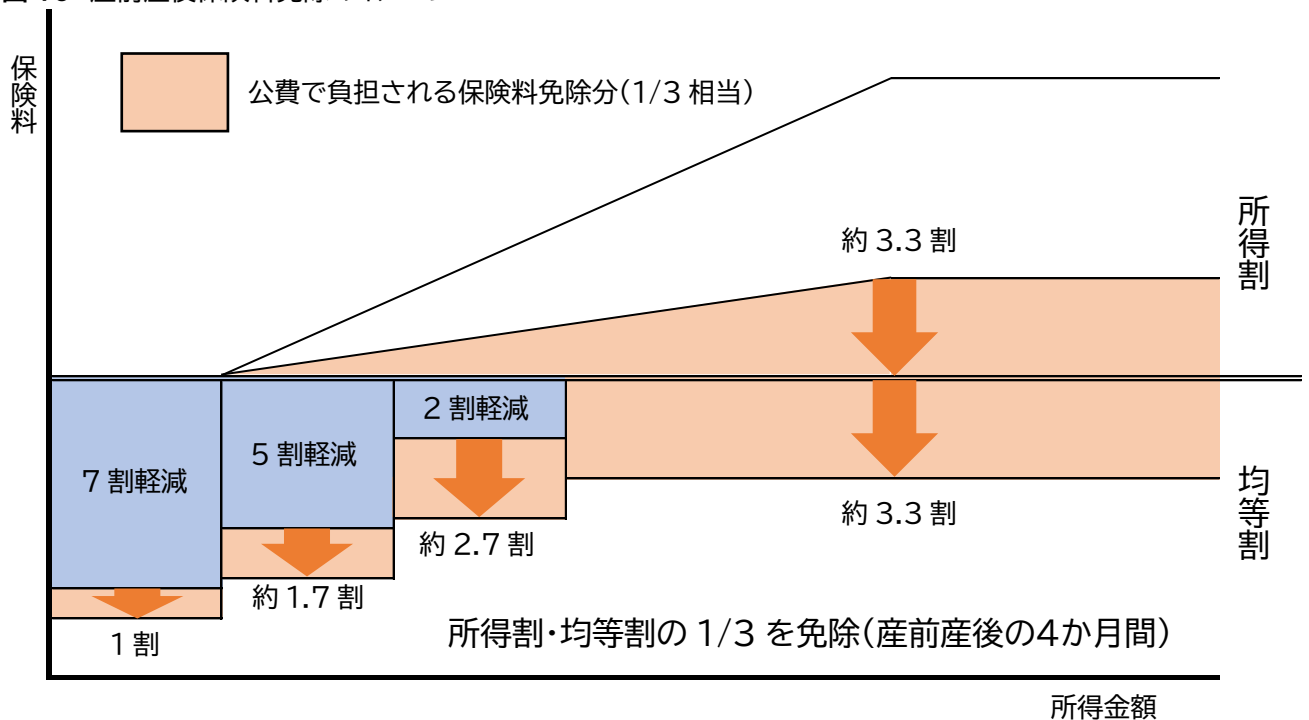 保険料
公費で負担される保険料免除分(1/3 相当)
約 3.3 割
所得割
7 割軽減
5 割軽減
2 割軽減
1 割
約 1.7 割
約 2.7 割
約 3.3 割
均等割
所得割・均等割の 1/3 を免除(産前産後の4か月間)
所得金額